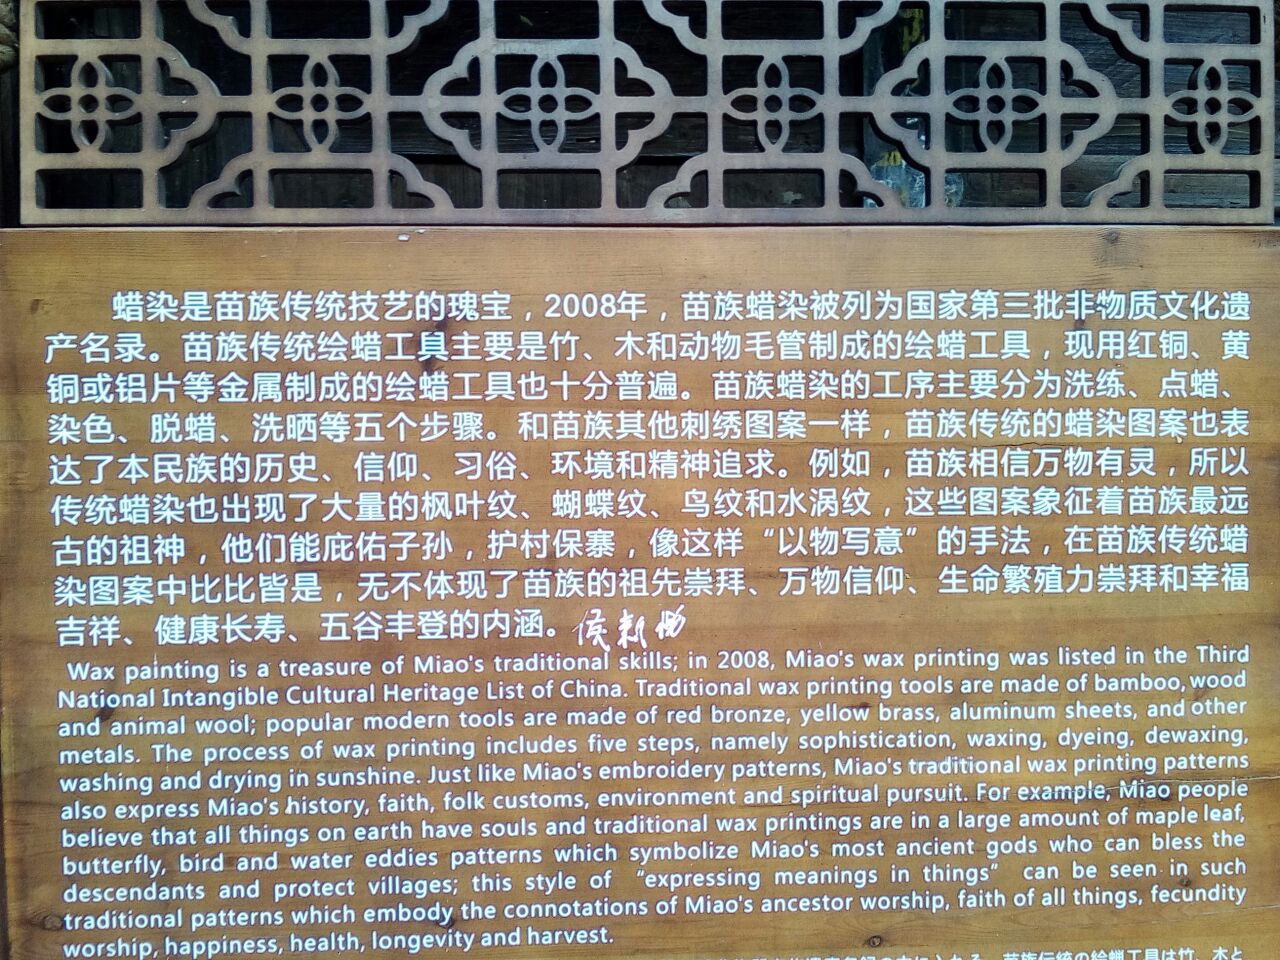 蜡染是苗族传统技艺的瑰宝，2008年，苗族蜡染被列为国家第三批非物质文化遗
产名录。苗族传统绘蜡工具主要是竹、木和动物毛管制成的绘蜡工具，现用红铜、黄
铜或铝片等金属制成的绘蜡工具也十分普遍。苗族蜡染的工序主要分为洗练、点蜡、
染色、脱蜡、洗晒等五个步骤。和苗族其他刺绣图案一样，苗族传统的蜡染图案也表
达了本民族的历史、信仰、习俗、环境和精神追求。例如，苗族相信万物有灵，所以
传统蜡染也出现了大量的枫叶纹、蝴蝶纹、鸟纹和水涡纹，这些图案象征着苗族最远
古的祖神，他们能庇佑子孙，护村保寨，像这样“以物写意”的手法，在苗族传统蜡
染图案中比比皆是，无不体现了苗族的祖先崇拜、万物信仰、生命繁殖力崇拜和幸福
吉祥、健康长寿、五谷丰登的内涵。
Wax painting is a treasure of Miao's traditional skills; in 2008, Miao's wax printing was listed in the Third
National Intangible Cultural Heritage List of China. Traditional wax printing tools are made of bamboo, wood
and animal wool; popular modern tools are made of red bronze, yellow brass, aluminum sheets, and other
metals. The process of wax printing includes five steps, namely sophistication, waxing, dyeing, dewaxing,
washing and drying in sunshine. Just like Miao's embroidery patterns, Miao's traditional wax printing patterns
also express Miao's history, faith, folk customs, environment and spiritual pursuit. For example, Miao people
believe that all things on earth have souls and traditional wax printings are in a large amount of maple leaf,
butterfly, bird and water eddies patterns which symbolize Miao's most ancient gods who can bless the
descendants and protect villages; this style of “expressing meanings in things” can be seen in such
traditional patterns which embody the connotations of Miao's ancestor worship, faith of all things, fecundity
worship, happiness, health, longevity and harvest.
苗族伝統の絵蝋工具は竹、木と